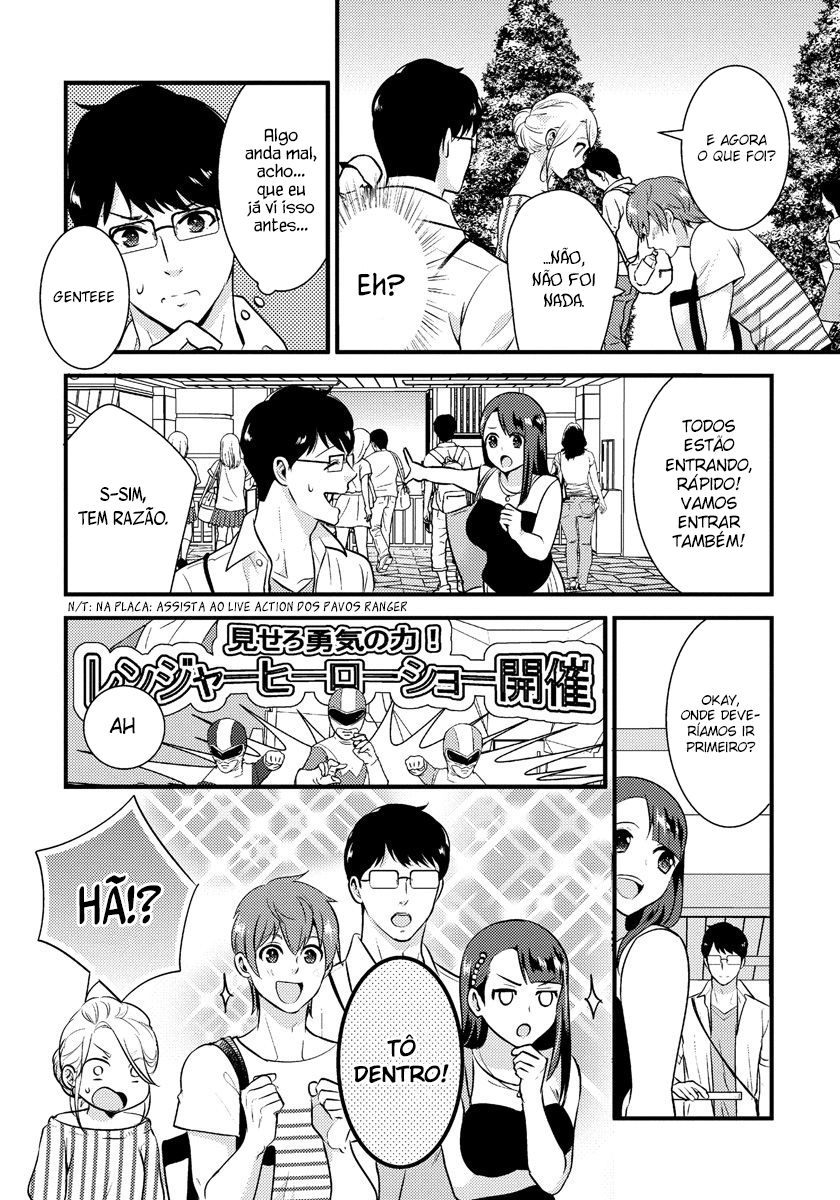 E AGORA
O QUE FOI?
...NÃO,
NÃO FOI
NADA.
Eh?
Algo
anda mal,
acho...
que eu
já vi isso
antes...
GENTEEE
TODOS
ESTÃO
ENTRANDO,
RÁPIDO!
VAMOS
ENTRAR
TAMBÉM!
S-SIM,
TEM RAZÃO.
N/T: NA PLACA: ASSISTA AO LIVE ACTION DOS PAVOS RANGER
OKAY,
ONDE DEVE-
RÍAMOS IR
PRIMEIRO?
見せろ勇気の力！
レンジャーヒーローショー開催
AH
HÃ!?
TÔ
DENTRO!